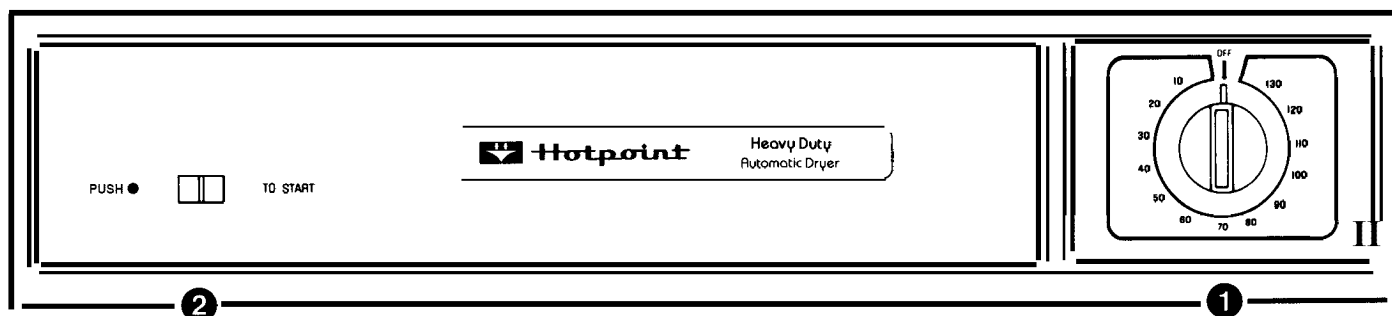 PUSH ● TO START
Hotpoint
Heavy Duty
Automatic Dryer
OFF
10
20
30
40
50
60
70
80
90
100
110
120
130
II
2
1